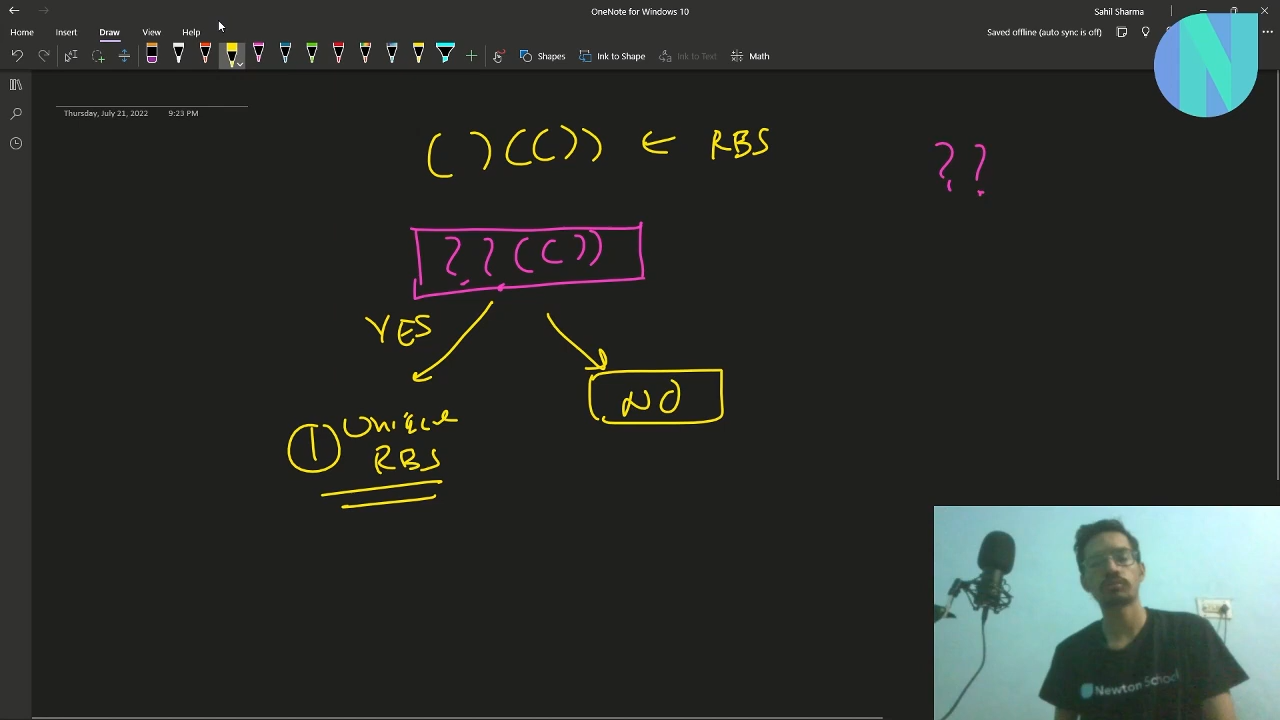 OneNote for Windows 10
Sahil Sharma
Home Insert Draw View Help
Saved offline (auto sync is off)
Shapes Ink to Shape Ink to Text Math
Thursday, July 21, 2022 9:23 PM
( ) ( ( ) ) ← RBS
? ?
? ? ( ( ) )
YES
NO
1 Unique
RBS
Newton School